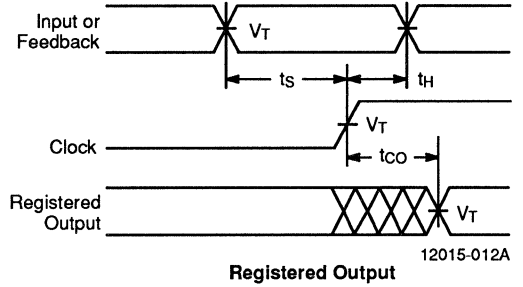 Input or
Feedback
VT
tS
tH
Clock
VT
tCO
Registered
Output
VT
12015-012A
Registered Output